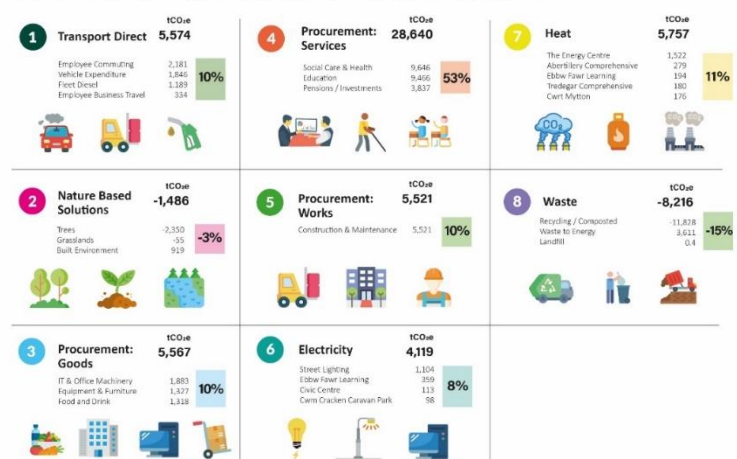 1
Transport Direct
tCO₂e
5,574
Employee Commuting 2,181
Vehicle Expenditure 1,846
Fleet Diesel 1,189
Employee Business Travel 334
10%
4
Procurement:
Services
tCO₂e
28,640
Social Care & Health 9,646
Education 9,466
Pensions / Investments 3,837
53%
7
Heat
tCO₂e
5,757
The Energy Centre 1,522
Abertillery Comprehensive 279
Ebbw Fawr Learning 194
Tredegar Comprehensive 180
Cwrt Mytton 176
11%
CO₂
CO₂ CO₂
2
Nature Based
Solutions
tCO₂e
-1,486
Trees -2,350
Grasslands -55
Built Environment 919
-3%
5
Procurement:
Works
tCO₂e
5,521
Construction & Maintenance 5,521
10%
8
Waste
tCO₂e
-8,216
Recycling / Composted -11,828
Waste to Energy 3,611
Landfill 0.4
-15%
3
Procurement:
Goods
tCO₂e
5,567
IT & Office Machinery 1,883
Equipment & Furniture 1,327
Food and Drink 1,318
10%
6
Electricity
tCO₂e
4,119
Street Lighting 1,104
Ebbw Fawr Learning 359
Civic Centre 113
Cwm Cracken Caravan Park 98
8%